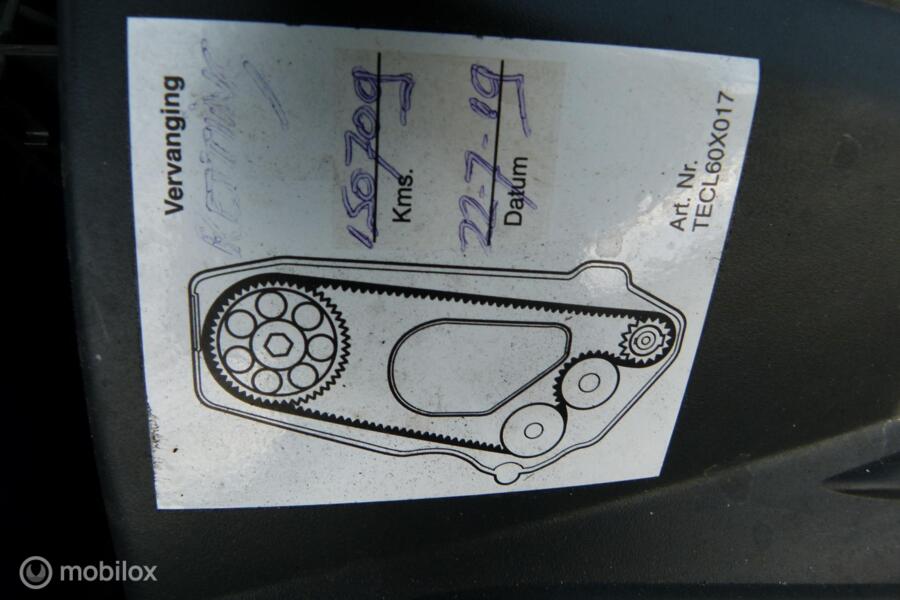 Vervanging
KETTING
150709
Kms.
22-7-19
Datum
Art. Nr.
TECL60X017
mobilox